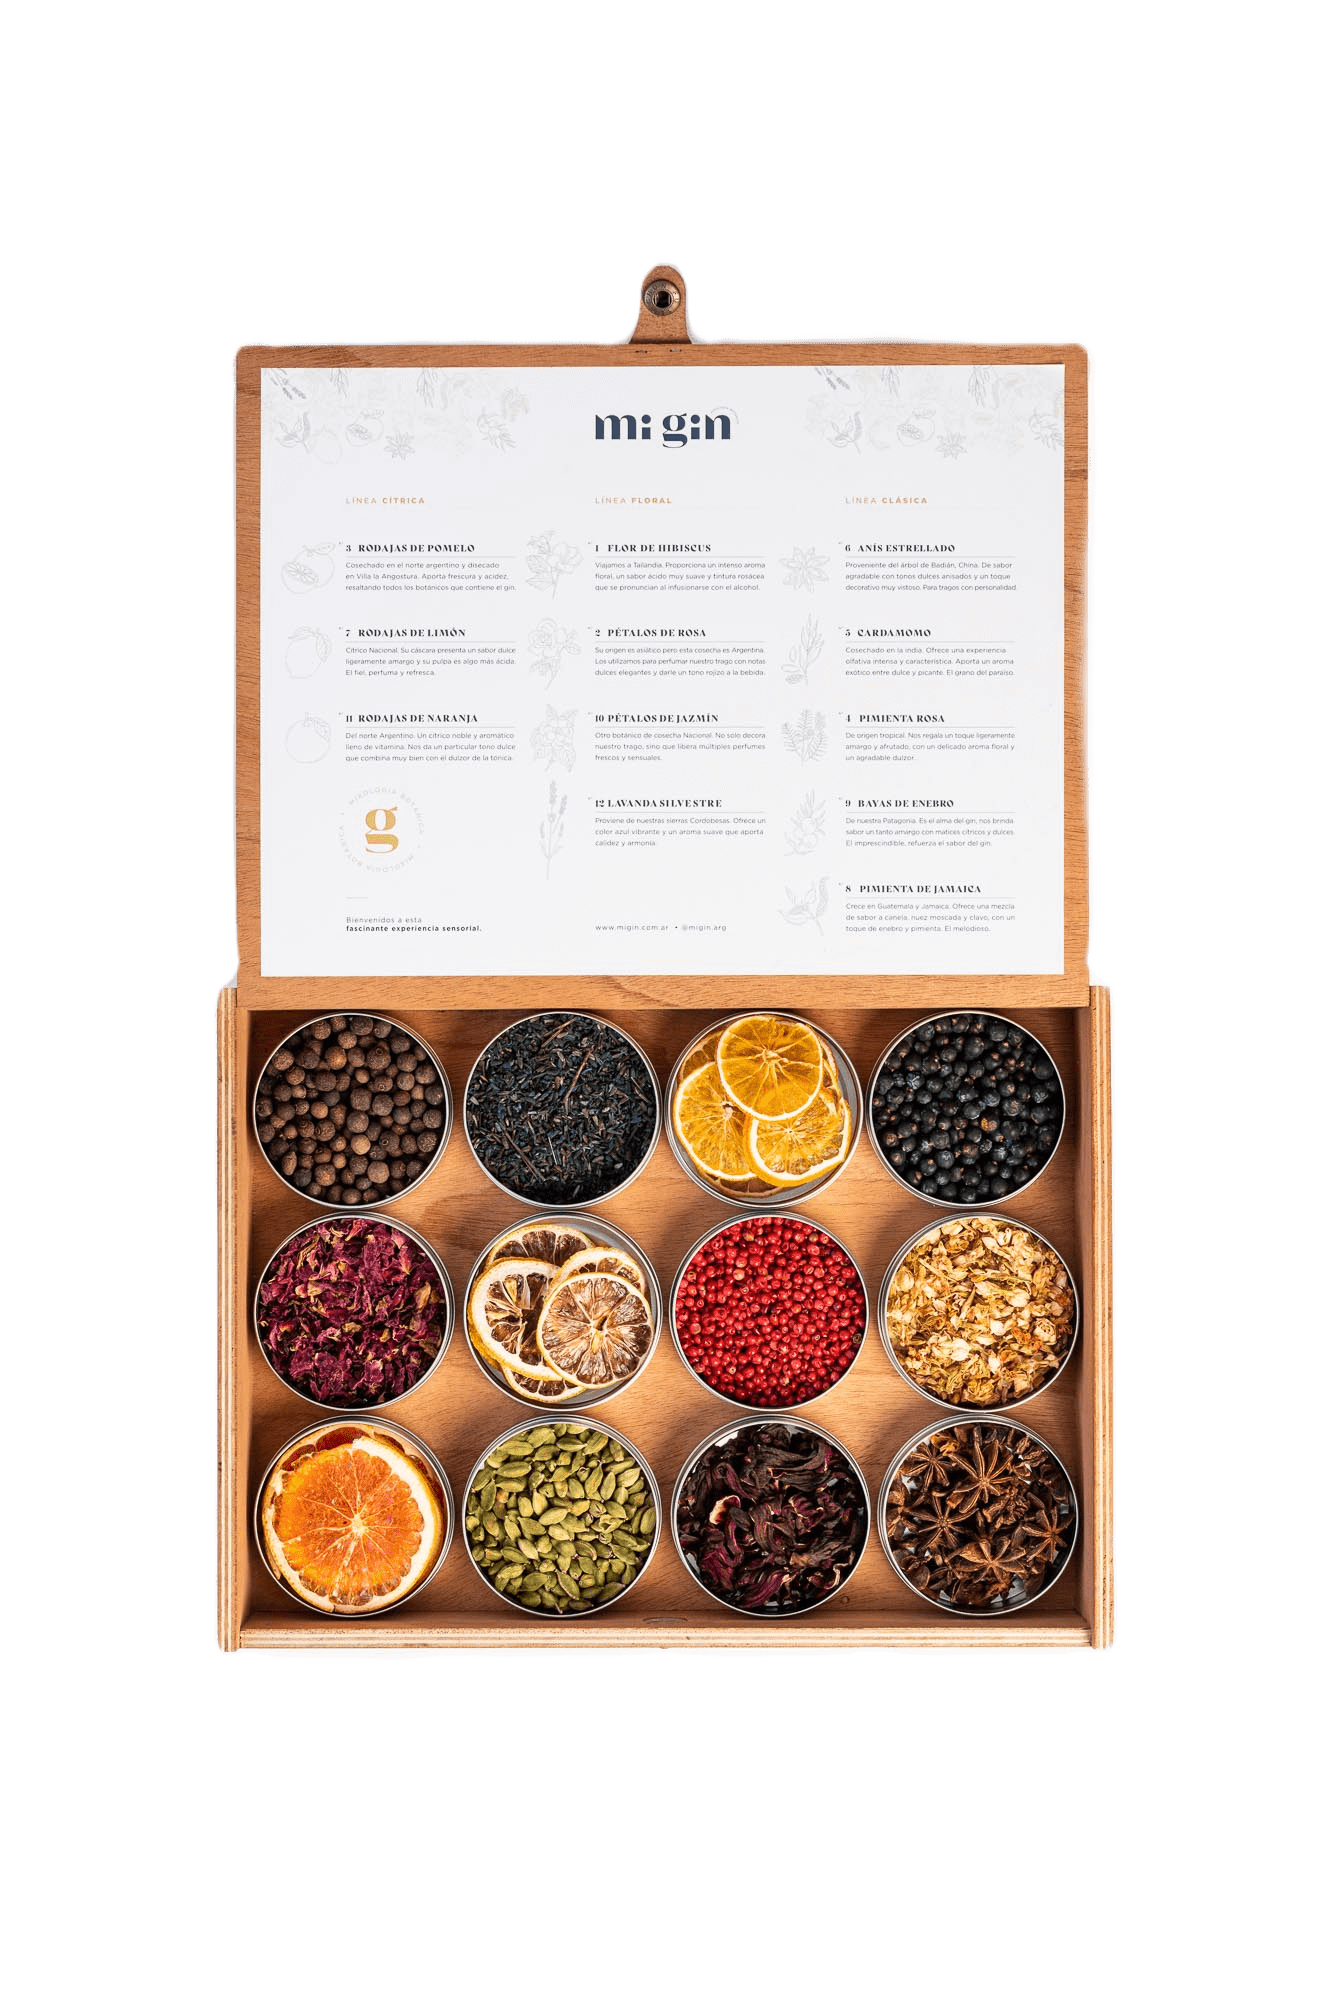 mi gin
LÍNEA CÍTRICA
3 RODAJAS DE POMELO
Cosechado en el norte argentino y disecado
en Villa la Angostura. Aporta frescura y acidez,
resaltando todos los botánicos que contiene el gin.
7 RODAJAS DE LIMÓN
Cítrico Nacional. Su cáscara presenta un sabor dulce
ligeramente amargo y su pulpa es algo más ácida.
El fiel, perfuma y refresca.
11 RODAJAS DE NARANJA
Del norte Argentino. Un cítrico noble y aromático
lleno de vitamina. Nos da un particular tono dulce
que combina muy bien con el dulzor de la tónica.
MIXOLOGÍA BOTÁNICA • MIXOLOGÍA BOTÁNICA •
g
Bienvenidos a esta
fascinante experiencia sensorial.
LÍNEA FLORAL
1 FLOR DE HIBISCUS
Viajamos a Tailandia. Proporciona un intenso aroma
floral, un sabor ácido muy suave y tintura rosácea
que se pronuncian al infusionarse con el alcohol.
2 PÉTALOS DE ROSA
Su origen es asiático pero esta cosecha es Argentina.
Los utilizamos para perfumar nuestro trago con notas
dulces elegantes y darle un tono rojizo a la bebida.
10 PÉTALOS DE JAZMÍN
Otro botánico de cosecha Nacional. No solo decora
nuestro trago, sino que libera múltiples perfumes
frescos y sensuales.
12 LAVANDA SILVESTRE
Proviene de nuestras sierras Cordobesas. Ofrece un
color azul vibrante y un aroma suave que aporta
calidez y armonía.
www.migin.com.ar • @migin.arg
LÍNEA CLÁSICA
6 ANÍS ESTRELLADO
Proveniente del árbol de Badián, China. De sabor
agradable con tonos dulces anisados y un toque
decorativo muy vistoso. Para tragos con personalidad.
5 CARDAMOMO
Cosechado en la india. Ofrece una experiencia
olfativa intensa y característica. Aporta un aroma
exótico entre dulce y picante. El grano del paraíso.
4 PIMIENTA ROSA
De origen tropical. Nos regala un toque ligeramente
amargo y afrutado, con un delicado aroma floral y
un agradable dulzor.
9 BAYAS DE ENEBRO
De nuestra Patagonia. Es el alma del gin, nos brinda
sabor un tanto amargo con matices cítricos y dulces.
El imprescindible, refuerza el sabor del gin.
8 PIMIENTA DE JAMAICA
Crece en Guatemala y Jamaica. Ofrece una mezcla
de sabor a canela, nuez moscada y clavo, con un
toque de enebro y pimienta. El melodioso.